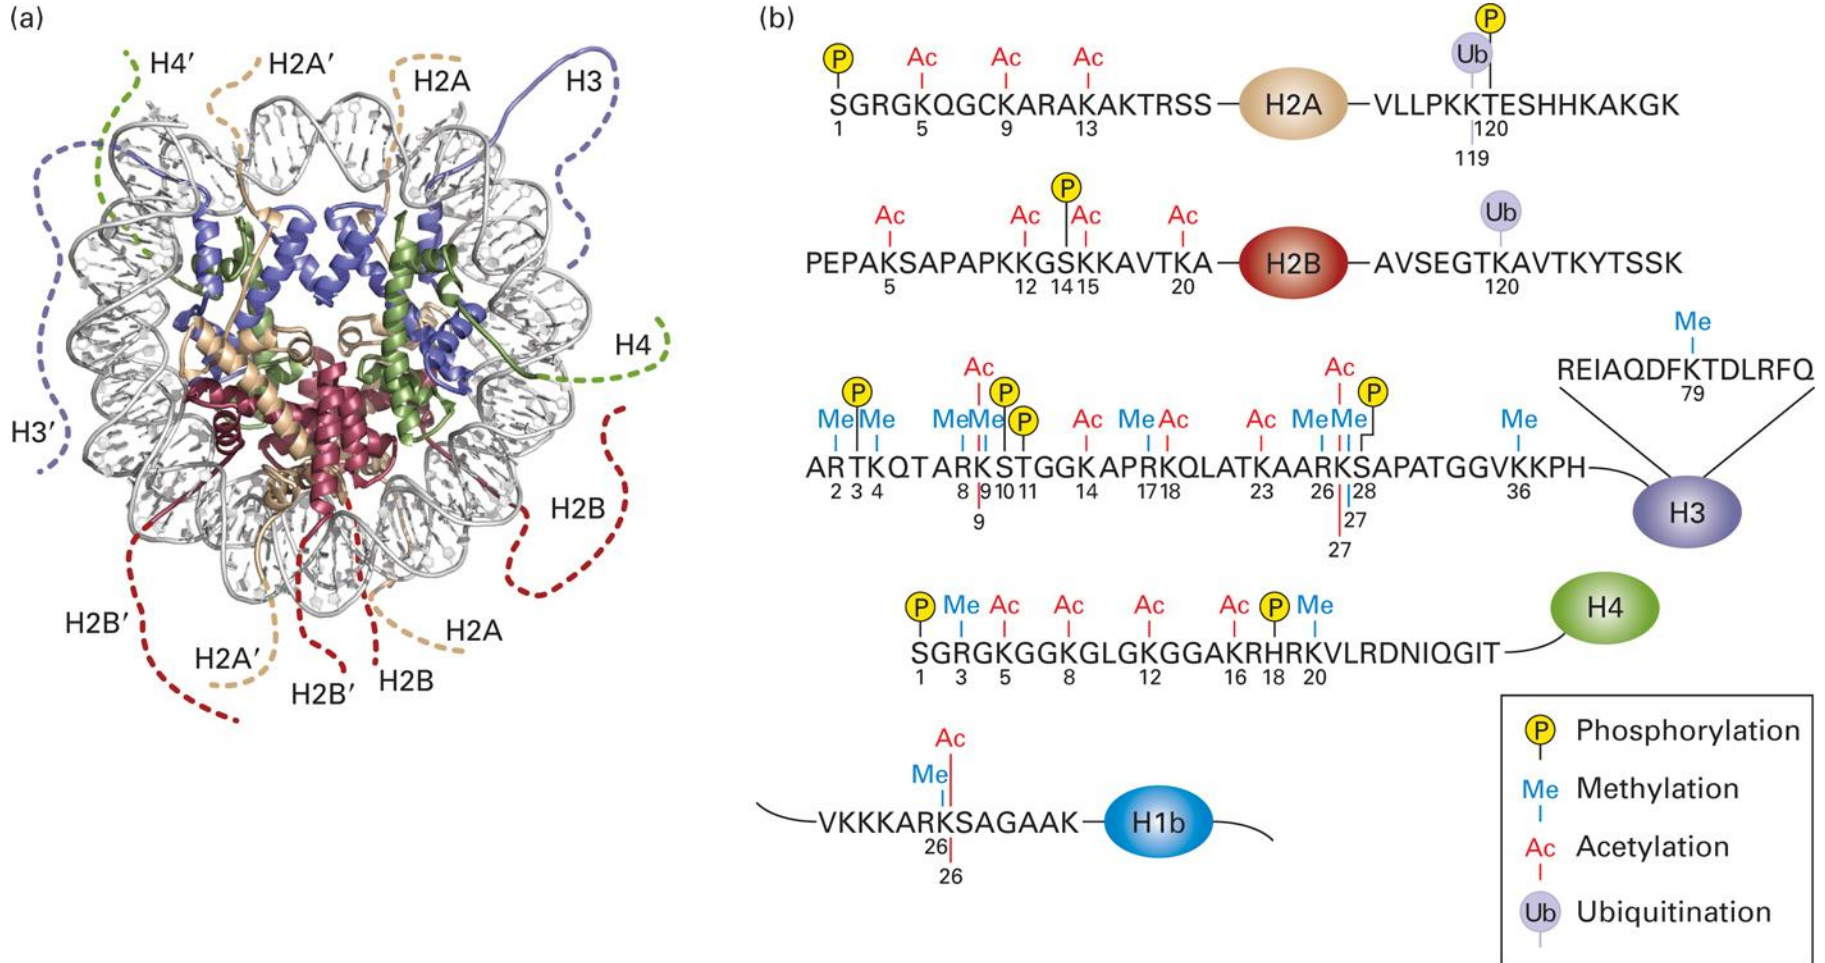 (a)
H4′
H2A′
H2A
H3
H4
H3′
H2B
H2B′
H2A′
H2B′
H2B
H2A
(b)
P
Ub P
Ac Ac Ac
SGRGKQGCKARAKAKTRSS H2A VLLPKKTESHHKAKGK
1 5 9 13 120
119
P
Ac Ac Ac Ac Ub
PEPAKSAPAPKKGSKKAVTKA H2B AVSEGTKAVTKYTSSK
5 12 14 15 20 120
Me
REIAQDFKTDLRFQ
79
Ac Ac
P P P
P
Me Me Me Me Ac Me Ac Ac Me Me Me
ARTKQTARKSTGGKAPRKQLATKAARKSAPATGGVKKPH
2 3 4 8 9 10 11 14 17 18 23 26 28 36
9 27
27
H3
P Me Ac Ac Ac Ac P Me
H4
SGRGKGGKGLGKGGAKRHRKVLRDNIQGIT
1 3 5 8 12 16 18 20
Ac
Me
VKKKARKSAGAAK H1b
26
26
P Phosphorylation
Me Methylation
Ac Acetylation
Ub Ubiquitination